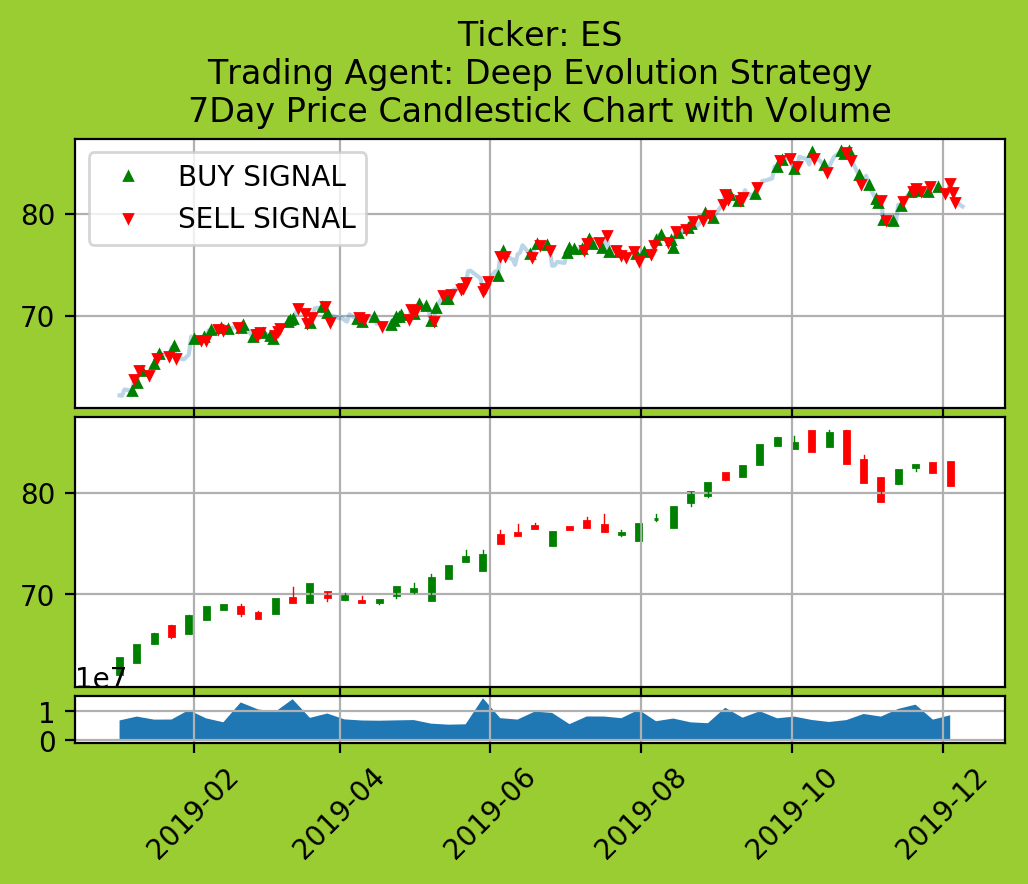 Ticker: ES
Trading Agent: Deep Evolution Strategy
7Day Price Candlestick Chart with Volume
BUY SIGNAL
SELL SIGNAL
80
70
80
70
1e7
1
0
2019-02
2019-04
2019-06
2019-08
2019-10
2019-12